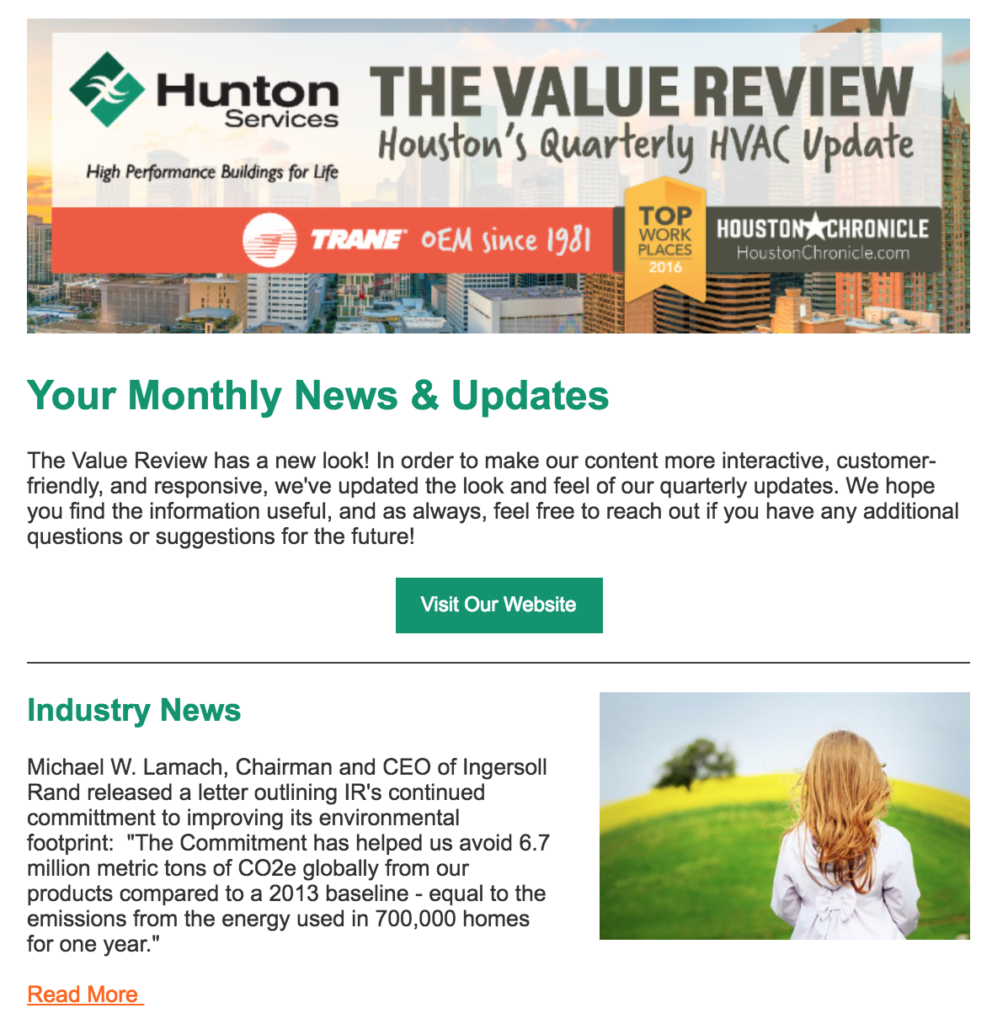 Hunton
Services
High Performance Buildings for Life
THE VALUE REVIEW
Houston's Quarterly HVAC Update
TRANE™ OEM since 1981
TOP
WORK
PLACES
2016
HOUSTON CHRONICLE
HoustonChronicle.com
Your Monthly News & Updates
The Value Review has a new look! In order to make our content more interactive, customer-
friendly, and responsive, we've updated the look and feel of our quarterly updates. We hope
you find the information useful, and as always, feel free to reach out if you have any additional
questions or suggestions for the future!
Visit Our Website
Industry News
Michael W. Lamach, Chairman and CEO of Ingersoll
Rand released a letter outlining IR's continued
committment to improving its environmental
footprint:  "The Commitment has helped us avoid 6.7
million metric tons of CO2e globally from our
products compared to a 2013 baseline - equal to the
emissions from the energy used in 700,000 homes
for one year."
Read More